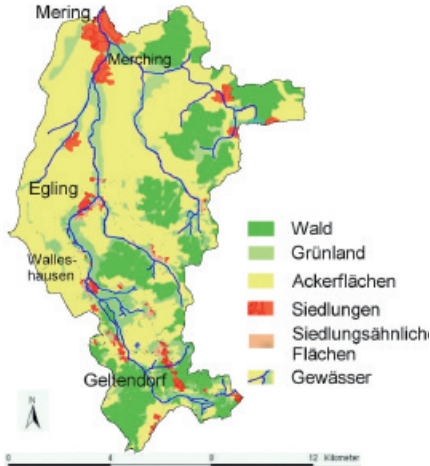 Mering
Merching
Egling
Walles-
hausen
Geltendorf
Wald
Grünland
Ackerflächen
Siedlungen
Siedlungsähnliche
Flächen
Gewässer
N
0 4 8 12 Kilometer